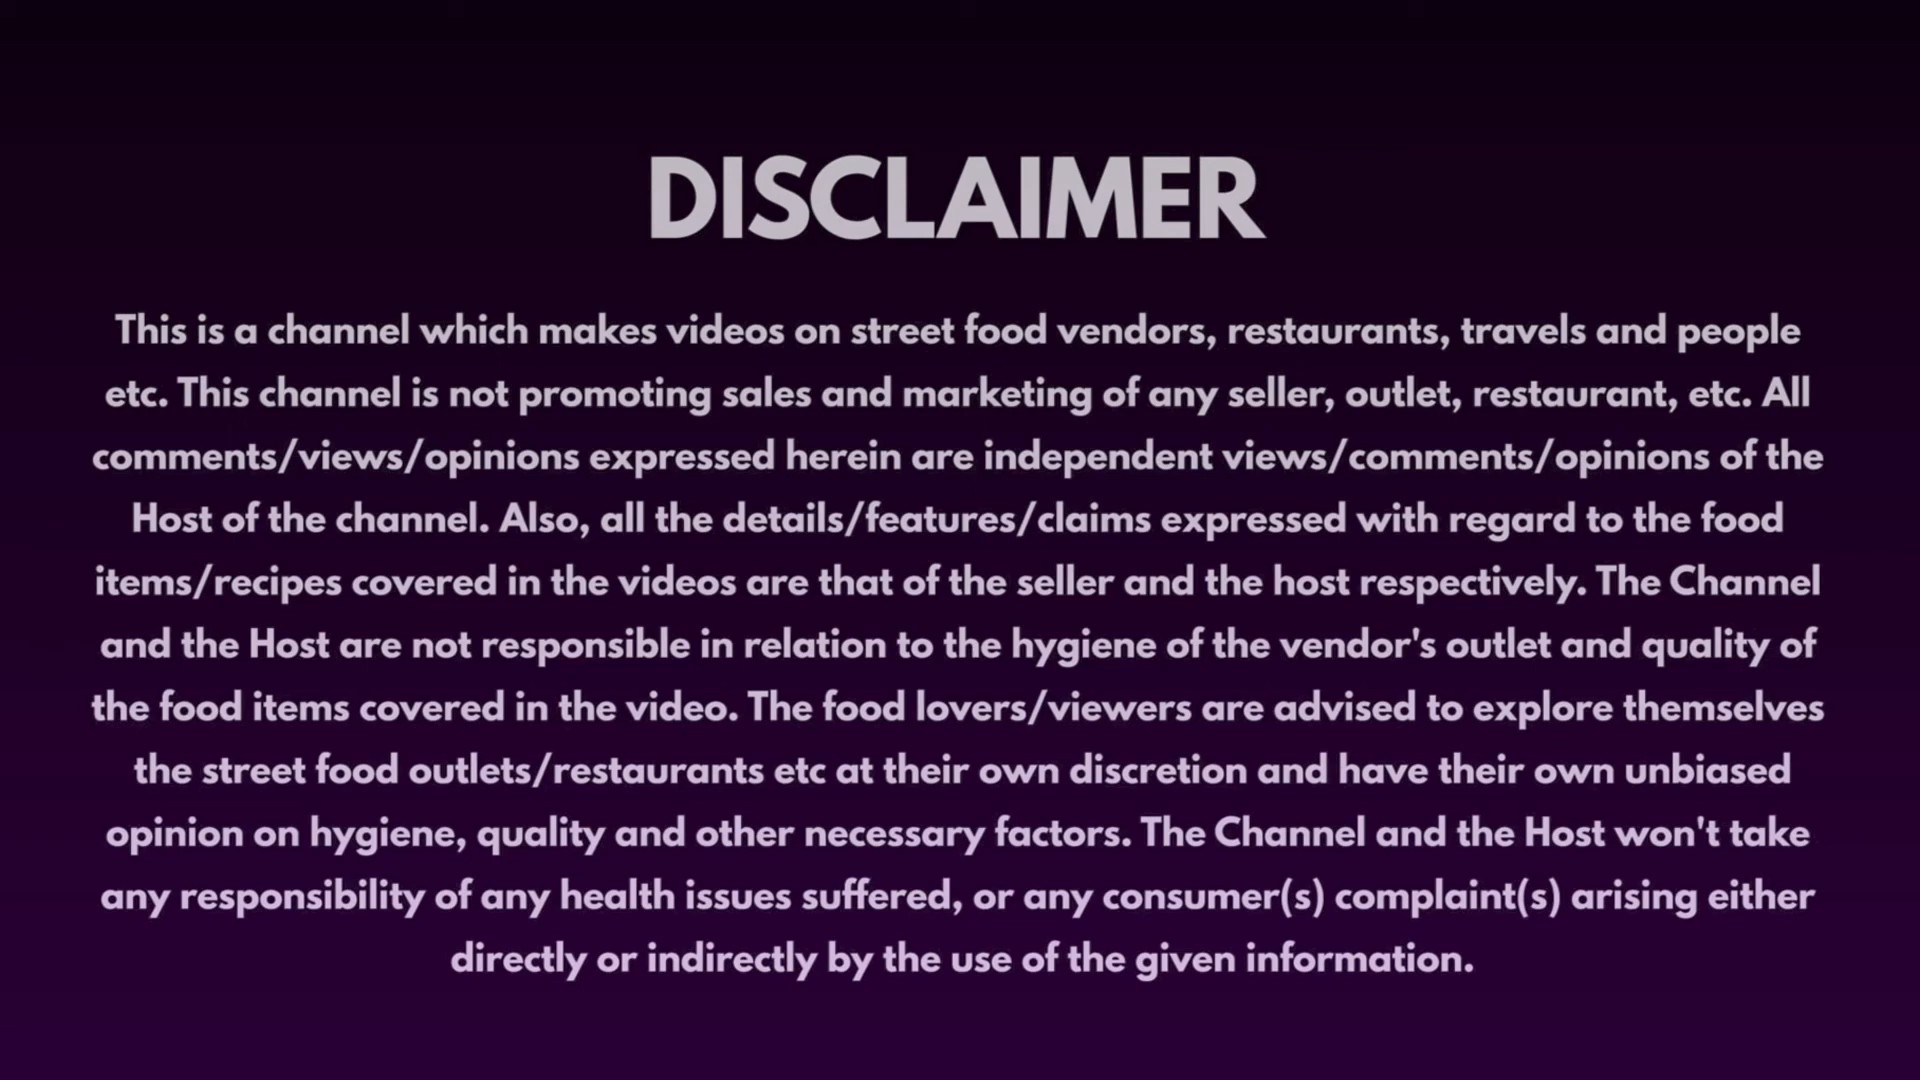 DISCLAIMER
This is a channel which makes videos on street food vendors, restaurants, travels and people
etc. This channel is not promoting sales and marketing of any seller, outlet, restaurant, etc. All
comments/views/opinions expressed herein are independent views/comments/opinions of the
Host of the channel. Also, all the details/features/claims expressed with regard to the food
items/recipes covered in the videos are that of the seller and the host respectively. The Channel
and the Host are not responsible in relation to the hygiene of the vendor's outlet and quality of
the food items covered in the video. The food lovers/viewers are advised to explore themselves
the street food outlets/restaurants etc at their own discretion and have their own unbiased
opinion on hygiene, quality and other necessary factors. The Channel and the Host won't take
any responsibility of any health issues suffered, or any consumer(s) complaint(s) arising either
directly or indirectly by the use of the given information.